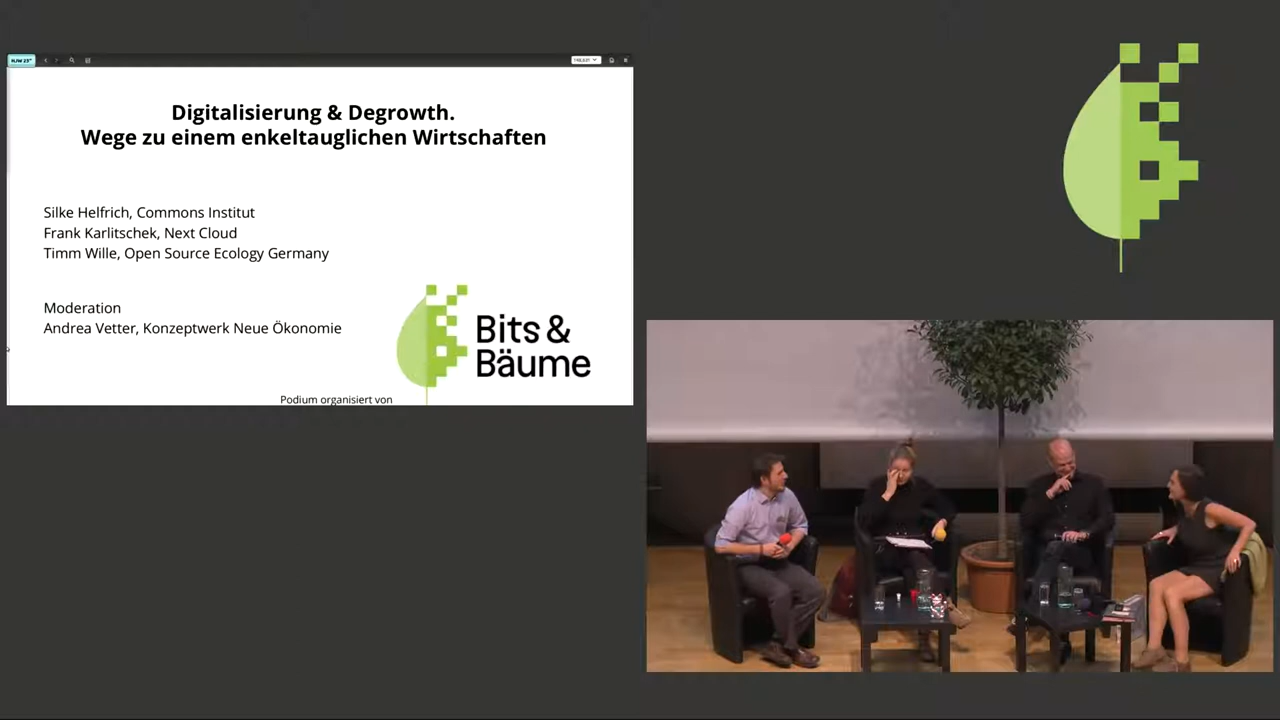 Digitalisierung & Degrowth.
Wege zu einem enkeltauglichen Wirtschaften
Silke Helfrich, Commons Institut
Frank Karlitschek, Next Cloud
Timm Wille, Open Source Ecology Germany
Moderation
Andrea Vetter, Konzeptwerk Neue Ökonomie
Bits &
Bäume
Podium organisiert von